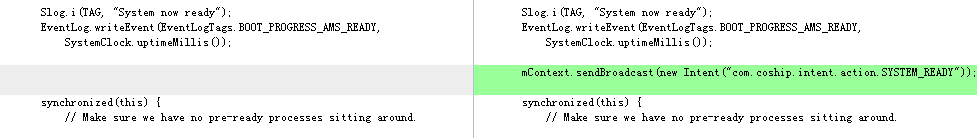 Slog.i(TAG, "System now ready");
EventLog.writeEvent(EventLogTags.BOOT_PROGRESS_AMS_READY,
SystemClock.uptimeMillis());
synchronized(this) {
// Make sure we have no pre-ready processes sitting around.
Slog.i(TAG, "System now ready");
EventLog.writeEvent(EventLogTags.BOOT_PROGRESS_AMS_READY,
SystemClock.uptimeMillis());
mContext.sendBroadcast(new Intent("com.coship.intent.action.SYSTEM_READY"));
synchronized(this) {
// Make sure we have no pre-ready processes sitting around.